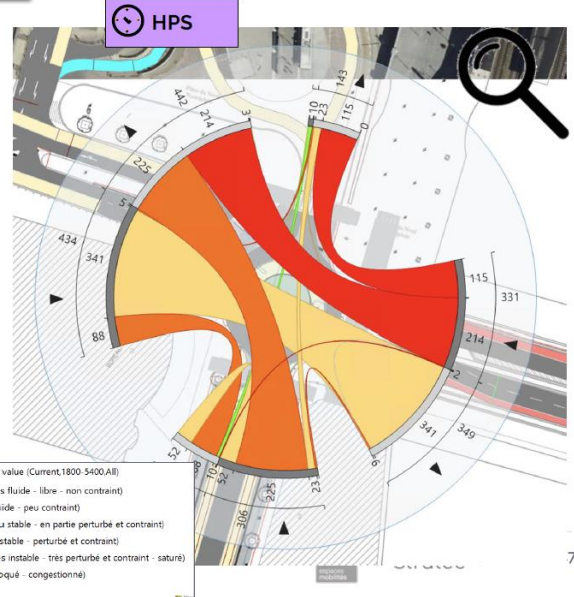 HPS
143
10
23
115
0
442
214
3
225
5
434
341
88
115
331
214
2
341
349
6
52
10
52
225
23
306
value (Current,1800-5400,All)
fluide - libre - non contraint)
ide - peu contraint)
u stable - en partie perturbé et contraint)
stable - perturbé et contraint)
s instable - très perturbé et contraint - saturé)
oqué - congestionné)
espaces
mobilités
7